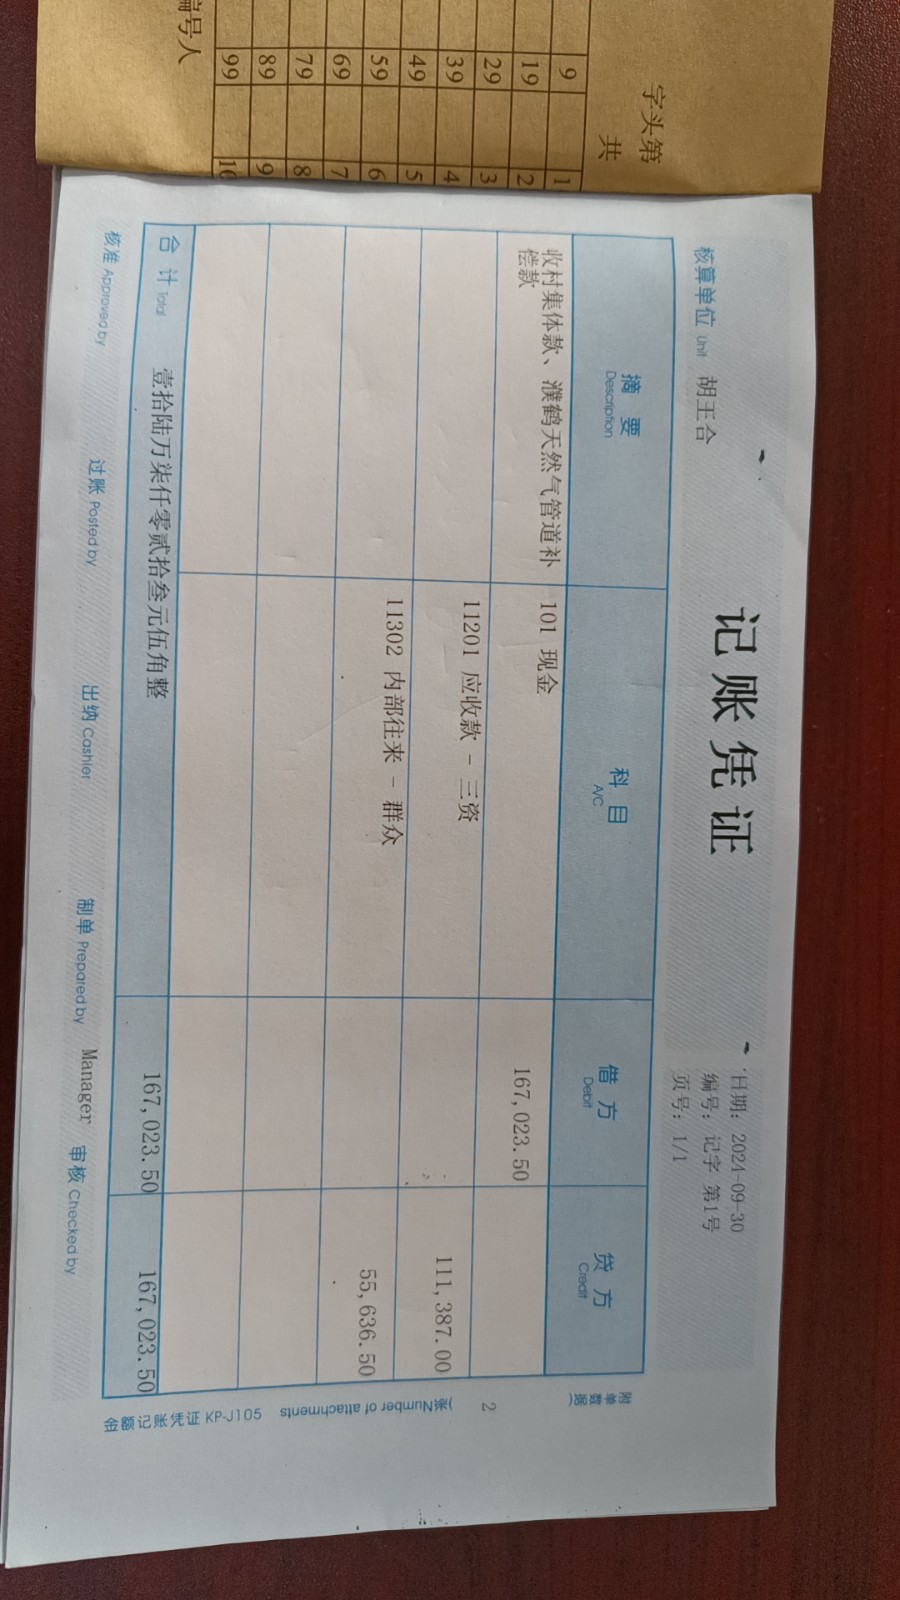 字头第
共
9 1
19 2
29 3
39 4
49 5
59 6
69 7
79 8
89 9
99 10
编号人
记账凭证
日期: 2024-09-30
编号: 记字 第1号
页号: 1/1
核算单位 Unit 胡王合
摘要 Description 科目 A/C 借方 Debit 贷方 Credit
收村集体款、濮鹤天然气管道补
偿款
101 现金 167,023.50
11201 应收款 - 三资 111,387.00
11302 内部往来 - 群众 55,636.50
合计 Total 壹拾陆万柒仟零贰拾叁元伍角整 167,023.50 167,023.50
核准 Approved by 过账 Posted by 出纳 Cashier 制单 Prepared by Manager 审核 Checked by
附单数据(
2
张Number of attachments)
金额记账凭证 KP-J105